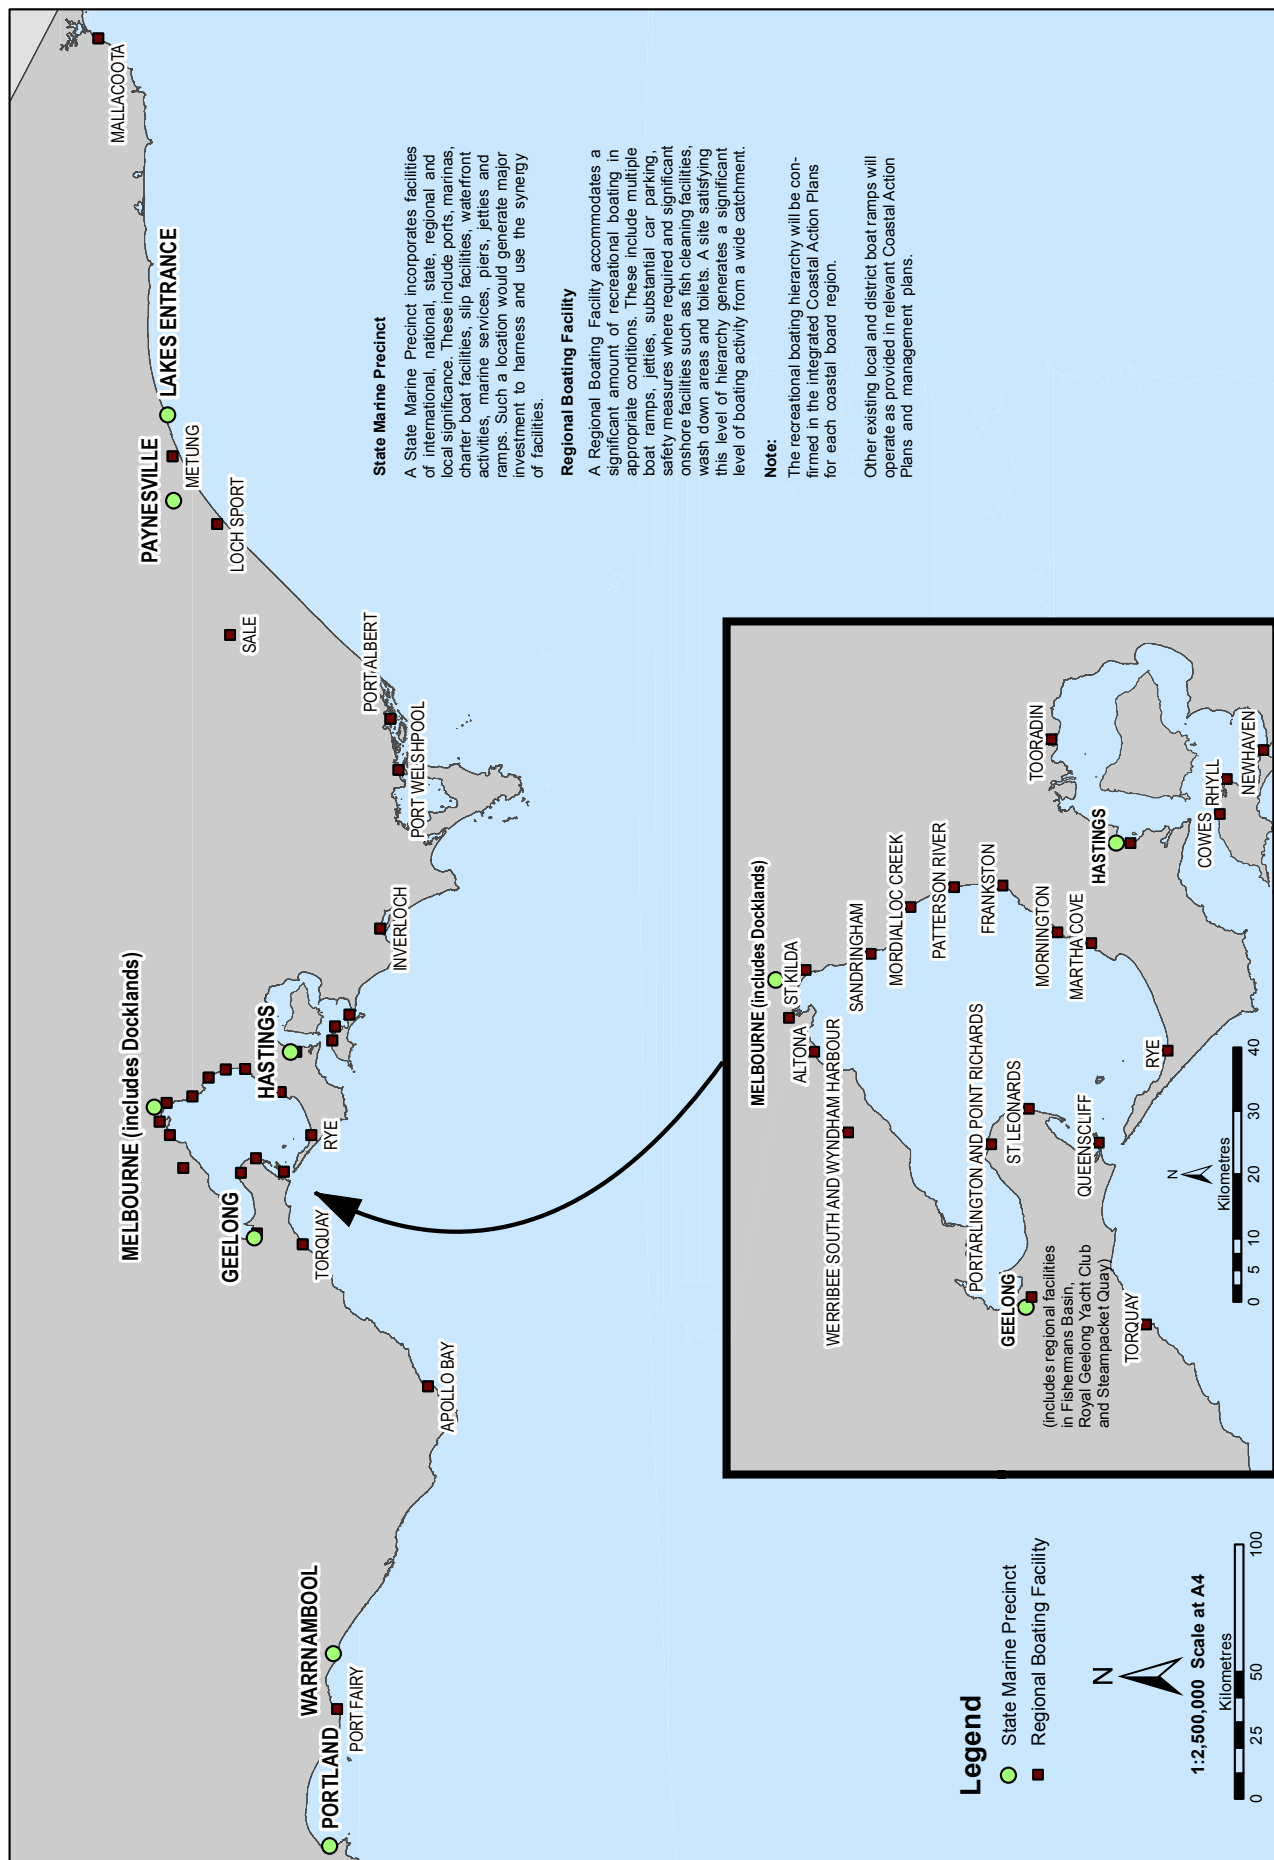 MALLACOOTA
LAKES ENTRANCE
PAYNESVILLE
METUNG
LOCH SPORT
SALE
PORT ALBERT
PORT WELSHPOOL
INVERLOCH
MELBOURNE (includes Docklands)
HASTINGS
RYE
GEELONG
TORQUAY
APOLLO BAY
WARRNAMBOOL
PORT FAIRY
PORTLAND
State Marine Precinct
A State Marine Precinct incorporates facilities
of international, national, state, regional and
local significance. These include ports, marinas,
charter boat facilities, slip facilities, waterfront
activities, marine services, piers, jetties and
ramps. Such a location would generate major
investment to harness and use the synergy
of facilities.
Regional Boating Facility
A Regional Boating Facility accommodates a
significant amount of recreational boating in
appropriate conditions. These include multiple
boat ramps, jetties, substantial car parking,
safety measures where required and significant
onshore facilities such as fish cleaning facilities,
wash down areas and toilets. A site satisfying
this level of hierarchy generates a significant
level of boating activity from a wide catchment.
Note:
The recreational boating hierarchy will be con-
firmed in the integrated Coastal Action Plans
for each coastal board region.
Other existing local and district boat ramps will
operate as provided in relevant Coastal Action
Plans and management plans.
MELBOURNE (includes Docklands)
ST KILDA
ALTONA
WERRIBEE SOUTH AND WYNDHAM HARBOUR
SANDRINGHAM
MORDIALLOC CREEK
PATTERSON RIVER
FRANKSTON
MORNINGTON
MARTHA COVE
TOORADIN
HASTINGS
COWES
RHYLL
NEWHAVEN
PORTARLINGTON AND POINT RICHARDS
ST LEONARDS
QUEENSCLIFF
RYE
GEELONG
(includes regional facilities
in Fishermans Basin,
Royal Geelong Yacht Club
and Steampacket Quay)
TORQUAY
N
Kilometres
0 5 10 20 30 40
Legend
State Marine Precinct
Regional Boating Facility
N
1:2,500,000 Scale at A4
Kilometres
0 25 50 100